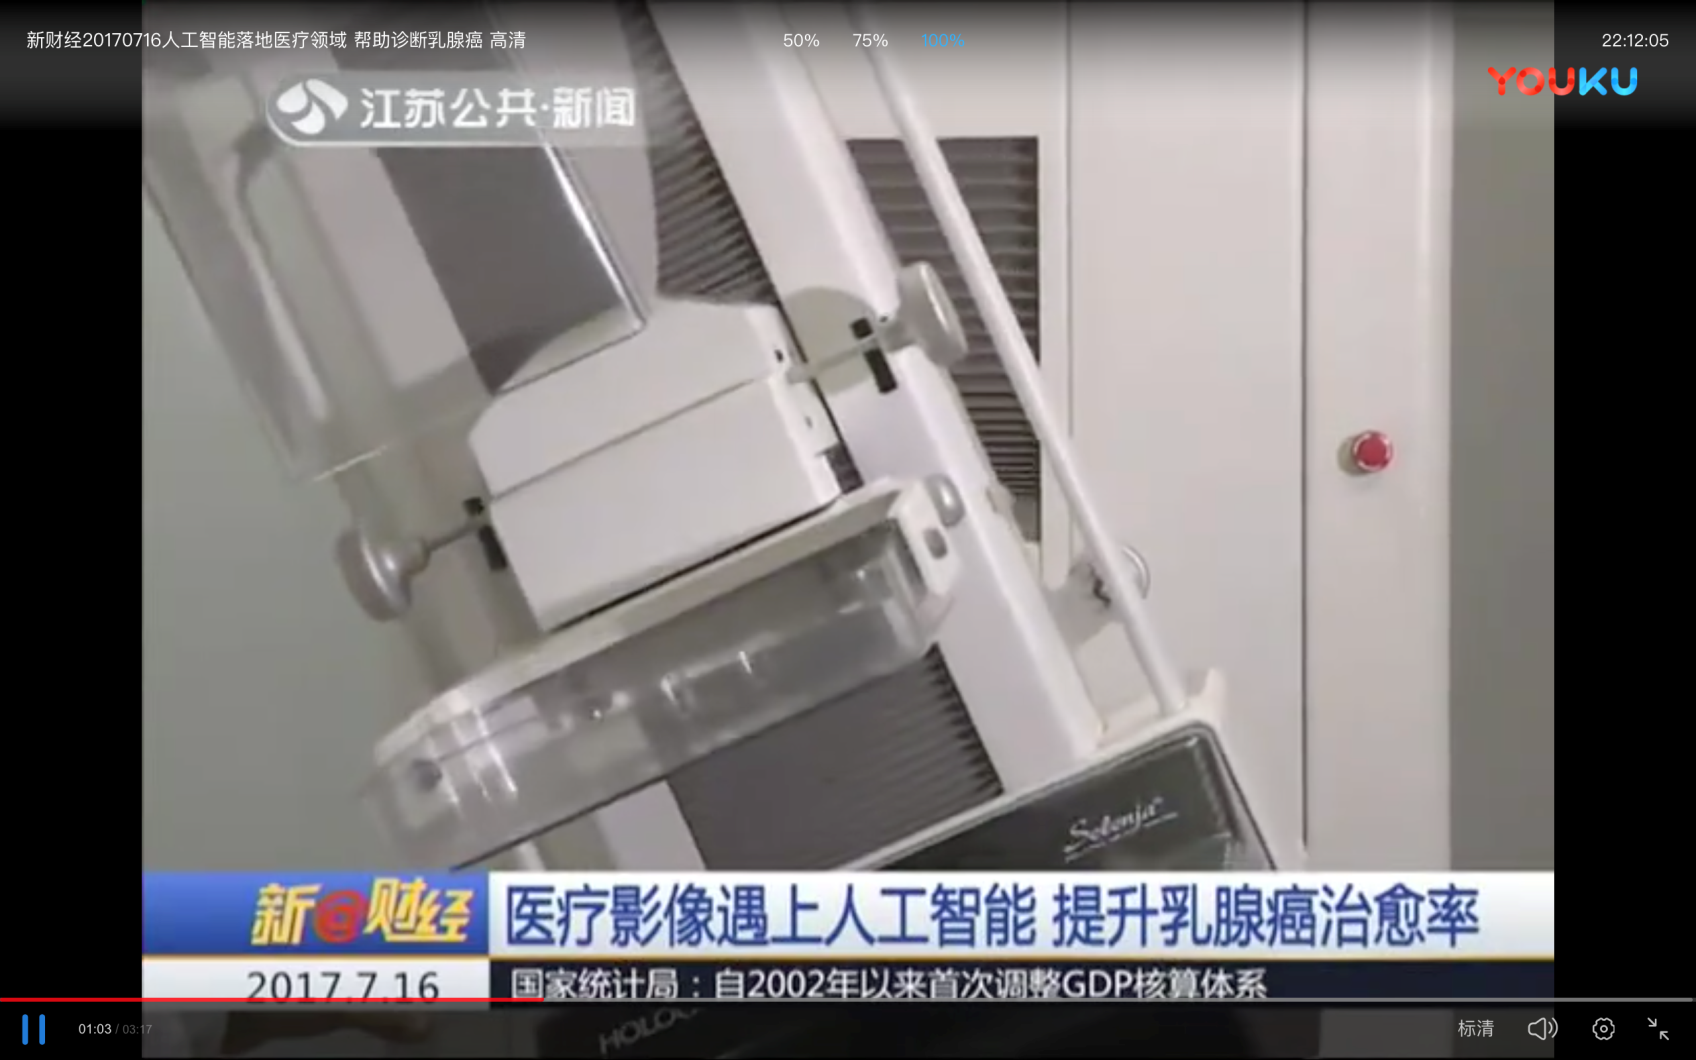 新财经20170716人工智能落地医疗领域 帮助诊断乳腺癌 高清
50% 75% 100%
22:12:05
YOUKU
江苏公共·新闻
Selenia
新@财经
医疗影像遇上人工智能 提升乳腺癌治愈率
2017.7.16
国家统计局：自2002年以来首次调整GDP核算体系
01:03 / 03:17
标清